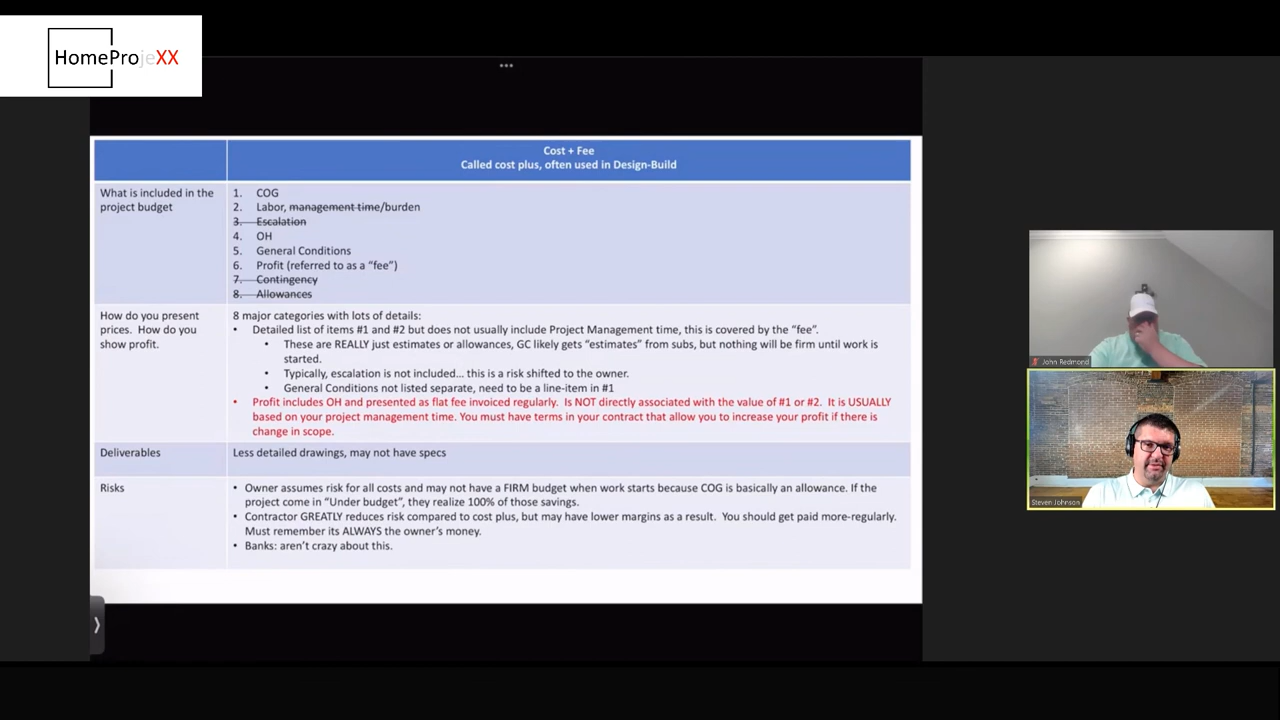 HomeProjeXX
Cost + Fee
Called cost plus, often used in Design-Build
What is included in the
project budget
1. COG
2. Labor, management time/burden
3. Escalation
4. OH
5. General Conditions
6. Profit (referred to as a “fee”)
7. Contingency
8. Allowances
How do you present
prices. How do you
show profit.
8 major categories with lots of details:
• Detailed list of items #1 and #2 but does not usually include Project Management time, this is covered by the “fee”.
• These are REALLY just estimates or allowances, GC likely gets “estimates” from subs, but nothing will be firm until work is
started.
• Typically, escalation is not included… this is a risk shifted to the owner.
• General Conditions not listed separate, need to be a line-item in #1
• Profit includes OH and presented as flat fee invoiced regularly. Is NOT directly associated with the value of #1 or #2. It is USUALLY
based on your project management time. You must have terms in your contract that allow you to increase your profit if there is
change in scope.
Deliverables
Less detailed drawings, may not have specs
Risks
• Owner assumes risk for all costs and may not have a FIRM budget when work starts because COG is basically an allowance. If the
project come in “Under budget”, they realize 100% of those savings.
• Contractor GREATLY reduces risk compared to cost plus, but may have lower margins as a result. You should get paid more-regularly.
Must remember its ALWAYS the owner’s money.
• Banks: aren’t crazy about this.
John Redmond
Steven Johnson